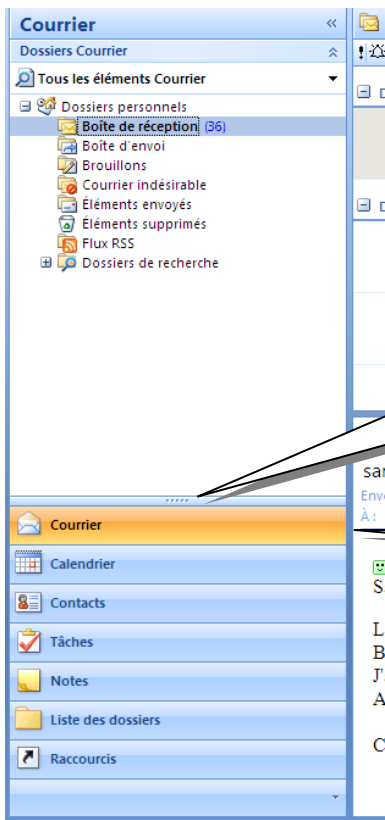 Courrier
Dossiers Courrier
Tous les éléments Courrier
Dossiers personnels
Boîte de réception (36)
Boîte d'envoi
Brouillons
Courrier indésirable
Éléments envoyés
Éléments supprimés
Flux RSS
Dossiers de recherche
Courrier
Calendrier
Contacts
Tâches
Notes
Liste des dossiers
Raccourcis
À :